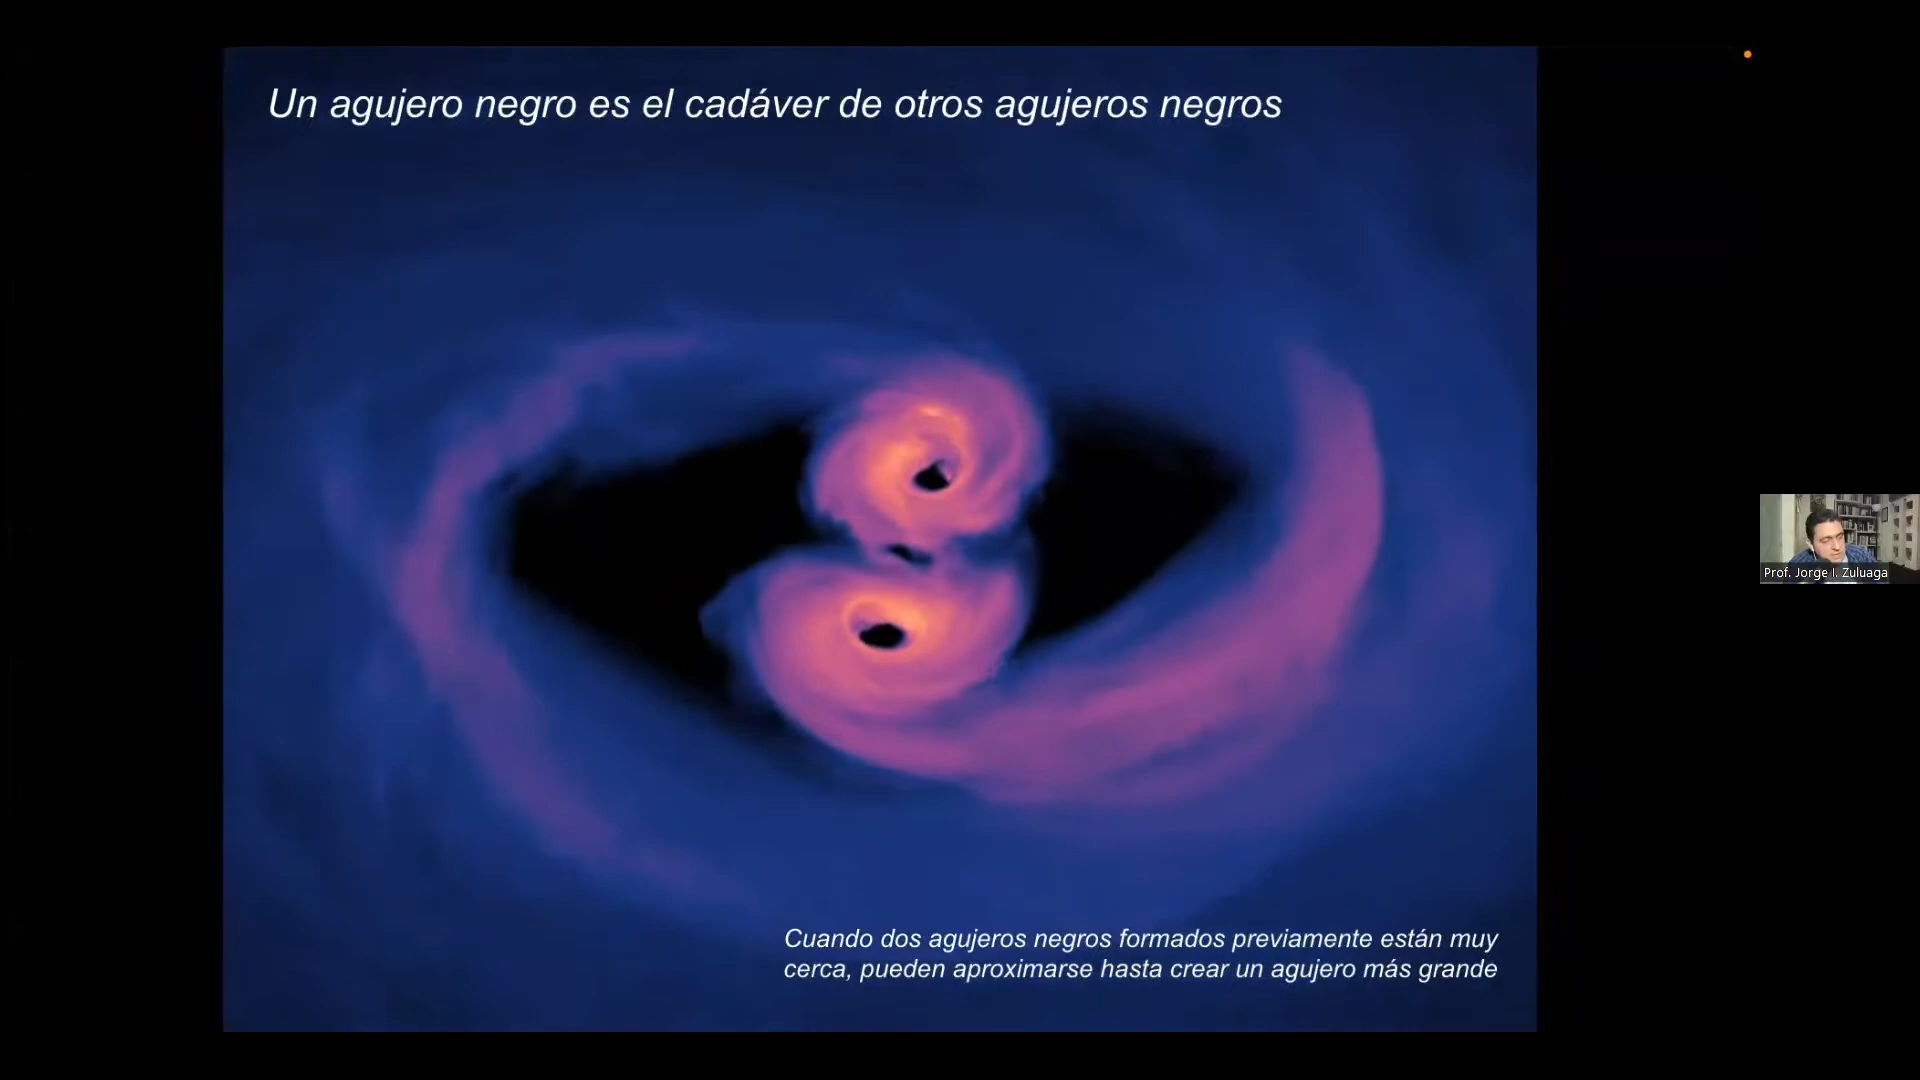 Un agujero negro es el cadáver de otros agujeros negros
Prof. Jorge I. Zuluaga
Cuando dos agujeros negros formados previamente están muy
cerca, pueden aproximarse hasta crear un agujero más grande